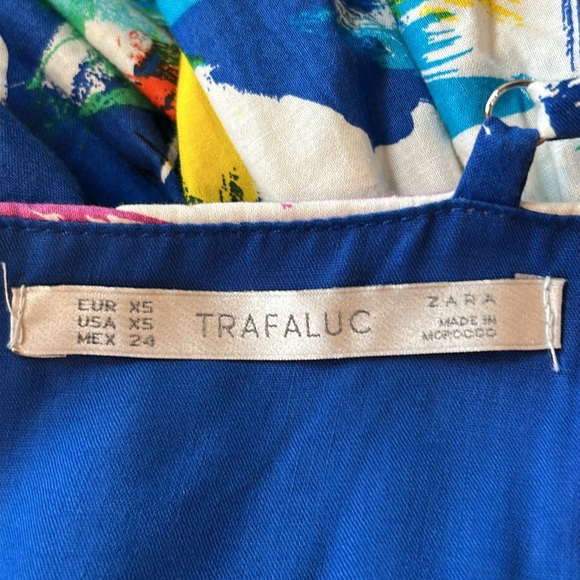 EUR XS
USA XS
MEX 24
TRAFALUC
ZARA
MADE IN
MOROCCO